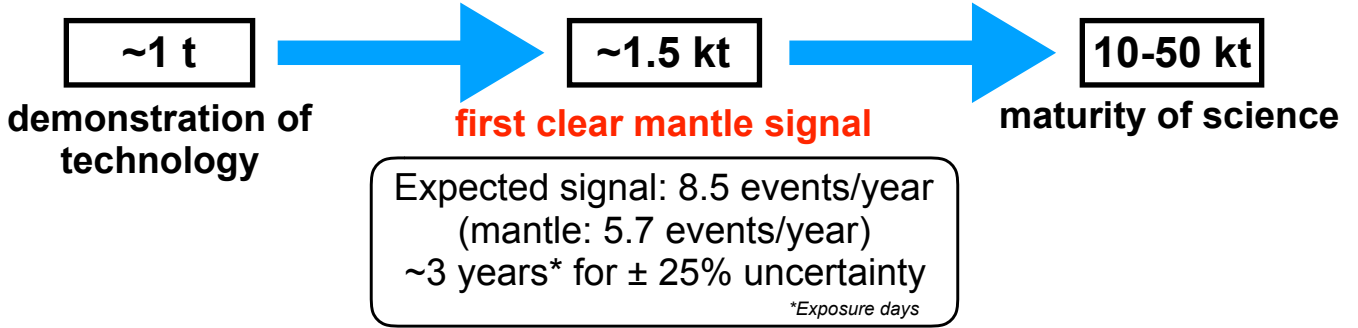 ~1 t
demonstration of
technology
~1.5 kt
first clear mantle signal
Expected signal: 8.5 events/year
(mantle: 5.7 events/year)
~3 years* for ± 25% uncertainty
*Exposure days
10-50 kt
maturity of science